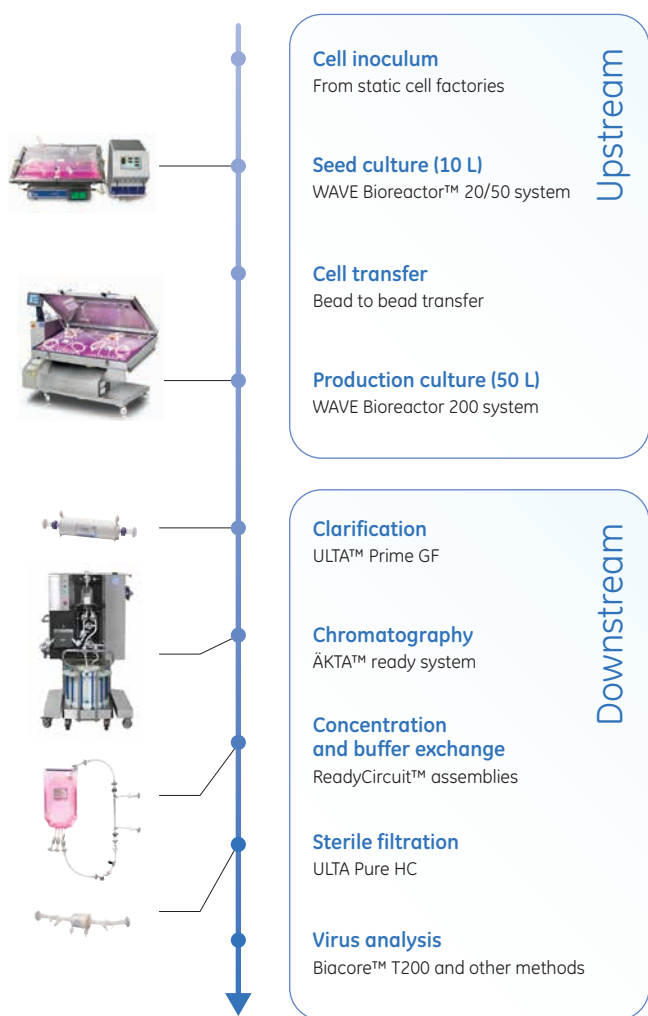 Upstream
Cell inoculum
From static cell factories
Seed culture (10 L)
WAVE Bioreactor™ 20/50 system
Cell transfer
Bead to bead transfer
Production culture (50 L)
WAVE Bioreactor 200 system
Downstream
Clarification
ULTA™ Prime GF
Chromatography
ÄKTA™ ready system
Concentration
and buffer exchange
ReadyCircuit™ assemblies
Sterile filtration
ULTA Pure HC
Virus analysis
Biacore™ T200 and other methods